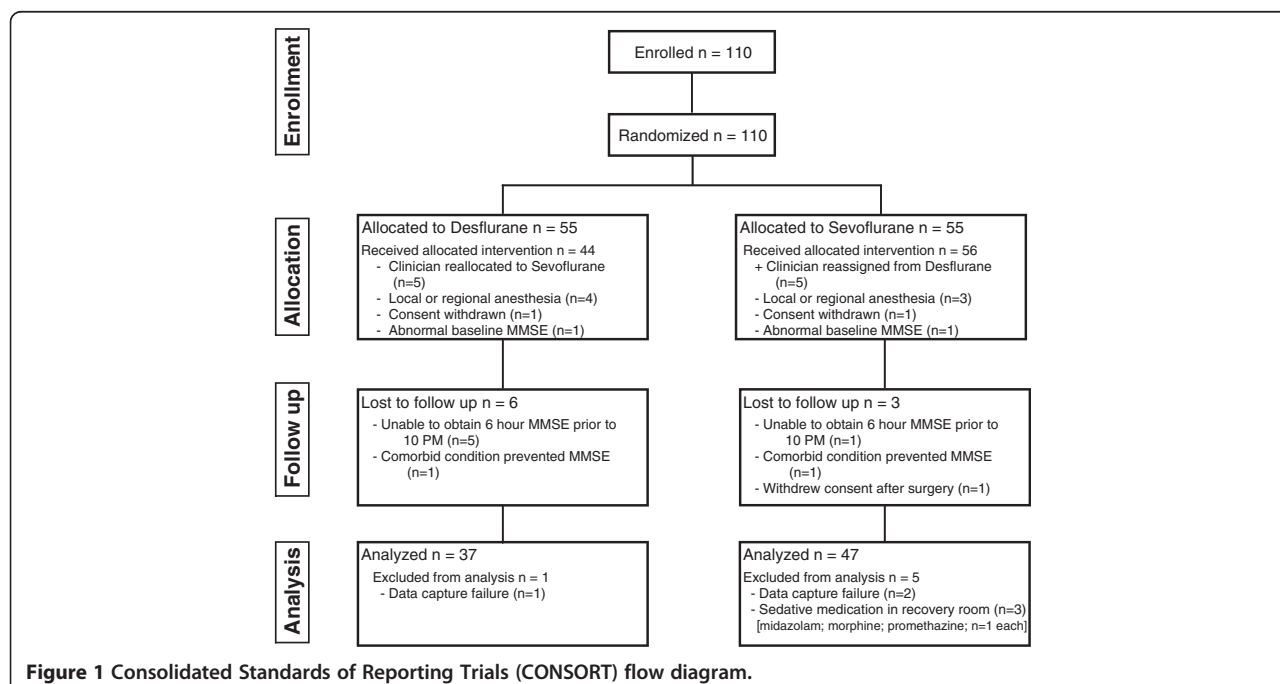 Enrollment
Enrolled n = 110
Randomized n = 110
Allocation
Allocated to Desflurane n = 55
Received allocated intervention n = 44
- Clinician reallocated to Sevoflurane
(n=5)
- Local or regional anesthesia (n=4)
- Consent withdrawn (n=1)
- Abnormal baseline MMSE (n=1)
Allocated to Sevoflurane n = 55
Received allocated intervention n = 56
+ Clinician reassigned from Desflurane
(n=5)
- Local or regional anesthesia (n=3)
- Consent withdrawn (n=1)
- Abnormal baseline MMSE (n=1)
Follow up
Lost to follow up n = 6
- Unable to obtain 6 hour MMSE prior to
10 PM (n=5)
- Comorbid condition prevented MMSE
(n=1)
Lost to follow up n = 3
- Unable to obtain 6 hour MMSE prior to
10 PM (n=1)
- Comorbid condition prevented MMSE
(n=1)
- Withdrew consent after surgery (n=1)
Analysis
Analyzed n = 37
Excluded from analysis n = 1
- Data capture failure (n=1)
Analyzed n = 47
Excluded from analysis n = 5
- Data capture failure (n=2)
- Sedative medication in recovery room (n=3)
[midazolam; morphine; promethazine; n=1 each]
Figure 1 Consolidated Standards of Reporting Trials (CONSORT) flow diagram.